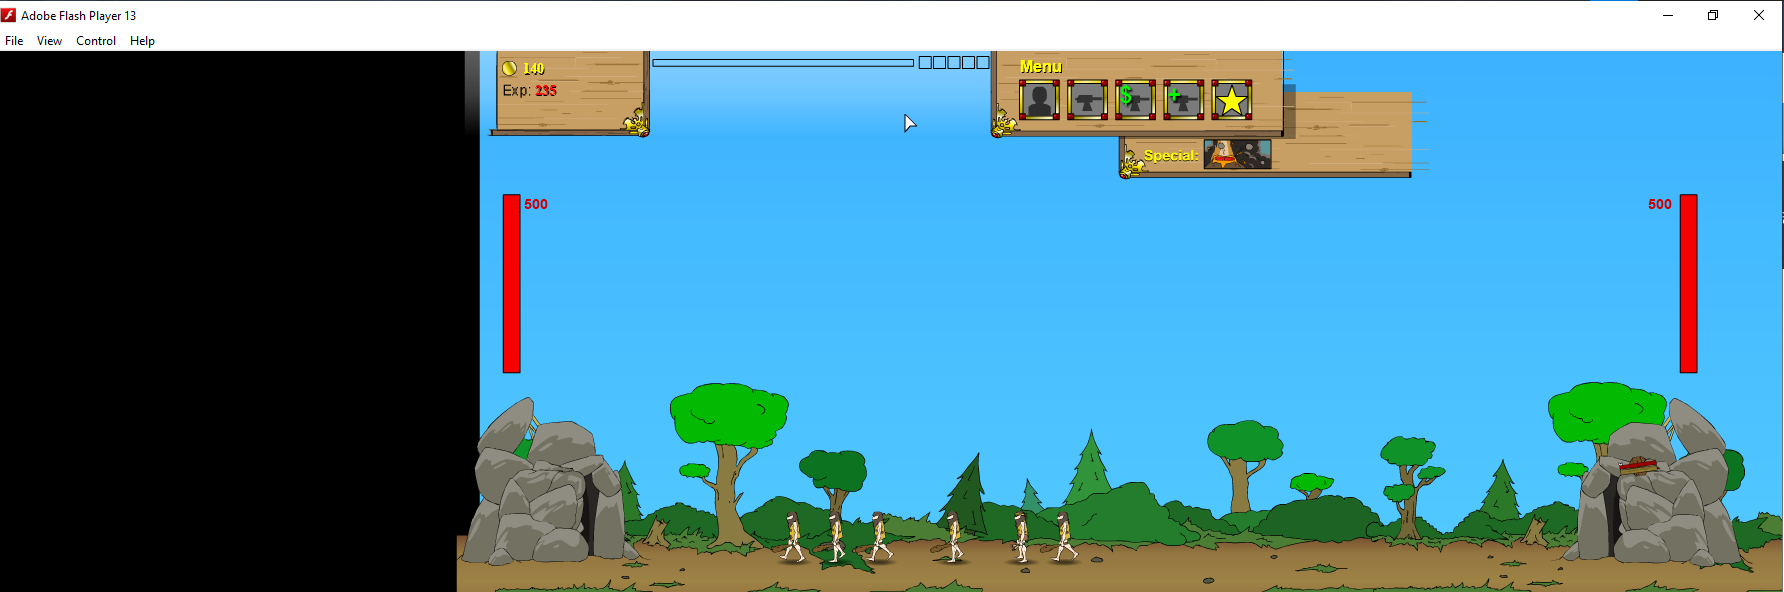 Adobe Flash Player 13
File View Control Help
140
Exp: 235
Menu
$
+
Special:
500
500